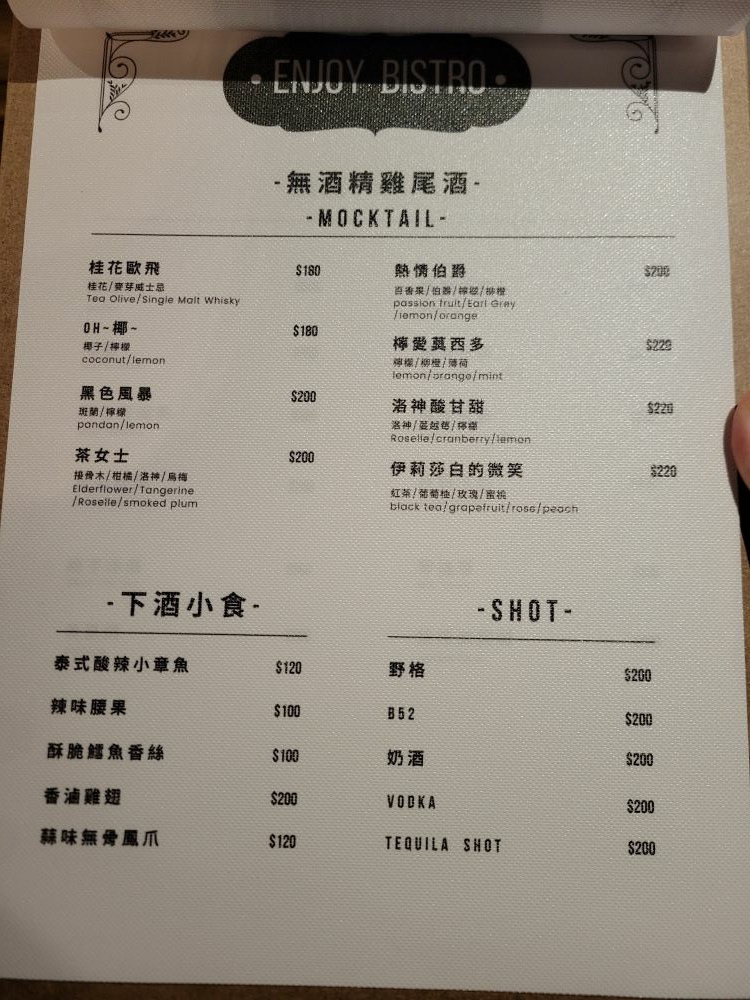 • ENJOY BISTRO •
-無酒精雞尾酒-
-MOCKTAIL-
桂花歐飛 $180
桂花/麥芽威士忌
Tea Olive/Single Malt Whisky
OH~椰~ $180
椰子/檸檬
coconut/lemon
黑色風暴 $200
斑蘭/檸檬
pandan/lemon
茶女士 $200
接骨木/柑橘/洛神/烏梅
Elderflower/Tangerine
/Roselle/smoked plum
熱情伯爵 $200
百香果/伯爵/檸檬/柳橙
passion fruit/Earl Grey
/lemon/orange
檸愛莫西多 $220
檸檬/柳橙/薄荷
lemon/orange/mint
洛神酸甘甜 $220
洛神/蔓越莓/檸檬
Roselle/cranberry/lemon
伊莉莎白的微笑 $220
紅茶/葡萄柚/玫瑰/蜜桃
black tea/grapefruit/rose/peach
-下酒小食-
泰式酸辣小章魚 $120
辣味腰果 $100
酥脆鱈魚香絲 $100
香滷雞翅 $200
蒜味無骨鳳爪 $120
-SHOT-
野格 $200
B52 $200
奶酒 $200
VODKA $200
TEQUILA SHOT $200